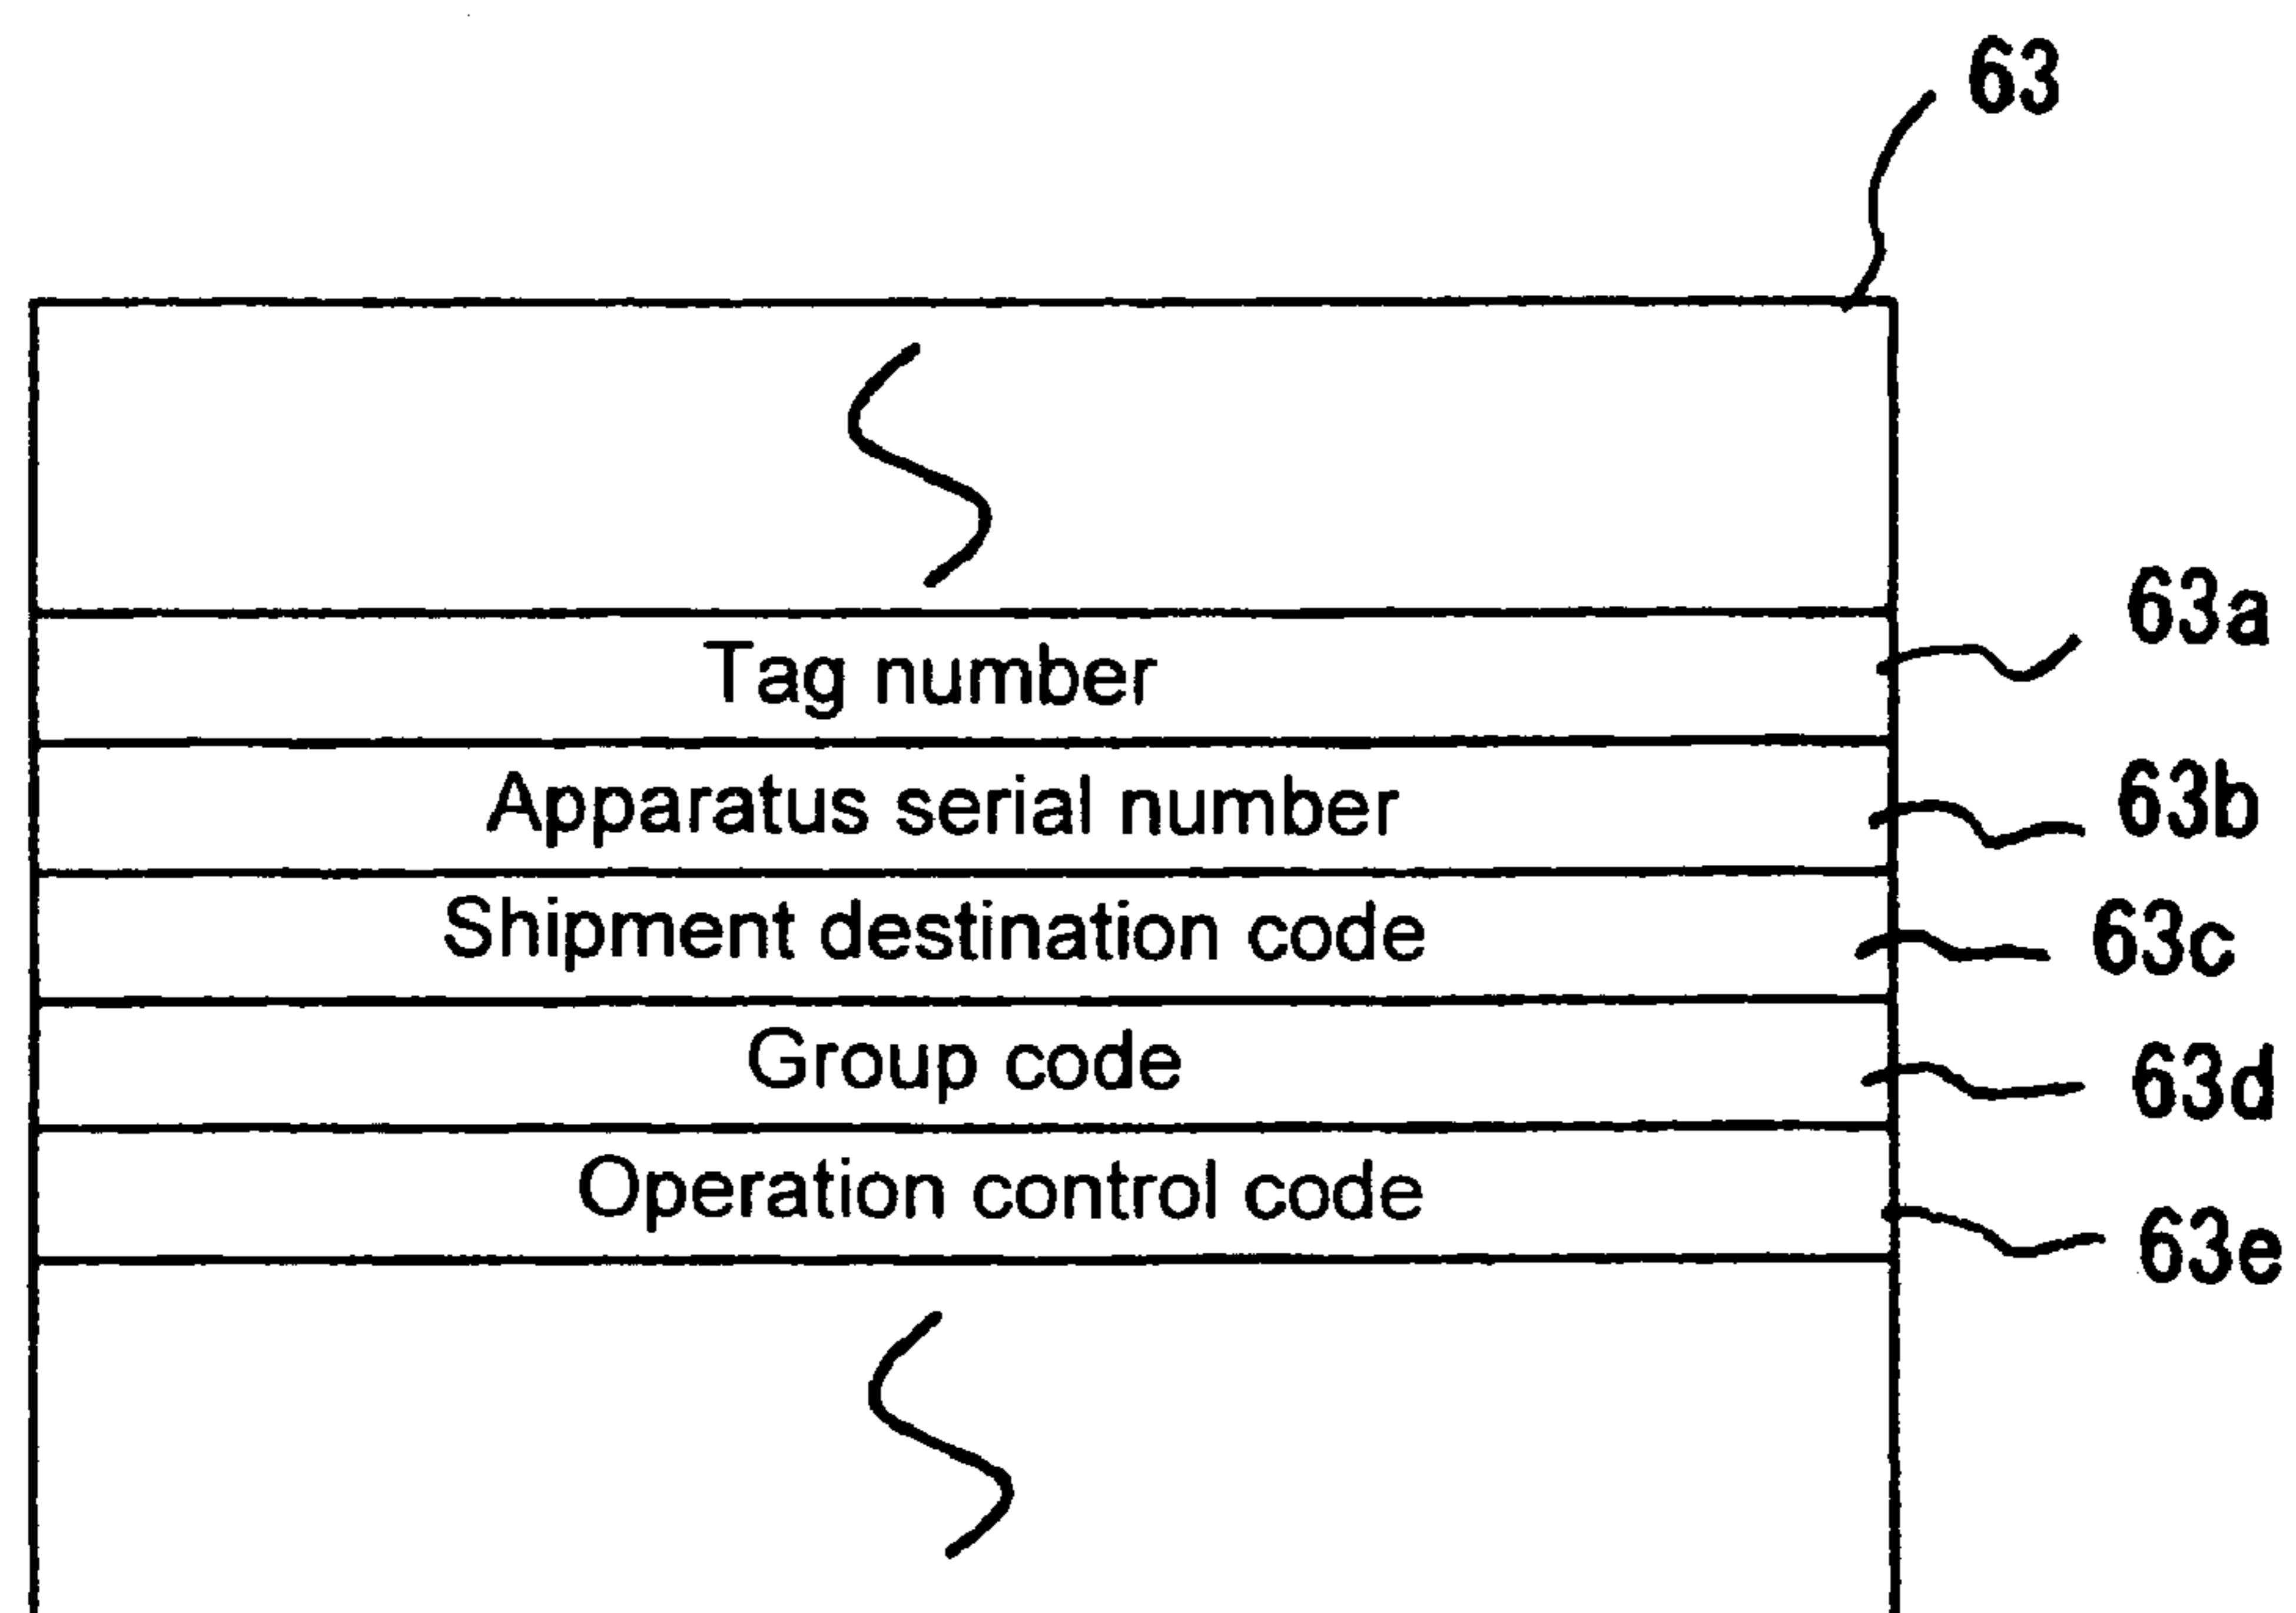 63
Tag number 63a
Apparatus serial number 63b
Shipment destination code 63c
Group code 63d
Operation control code 63e